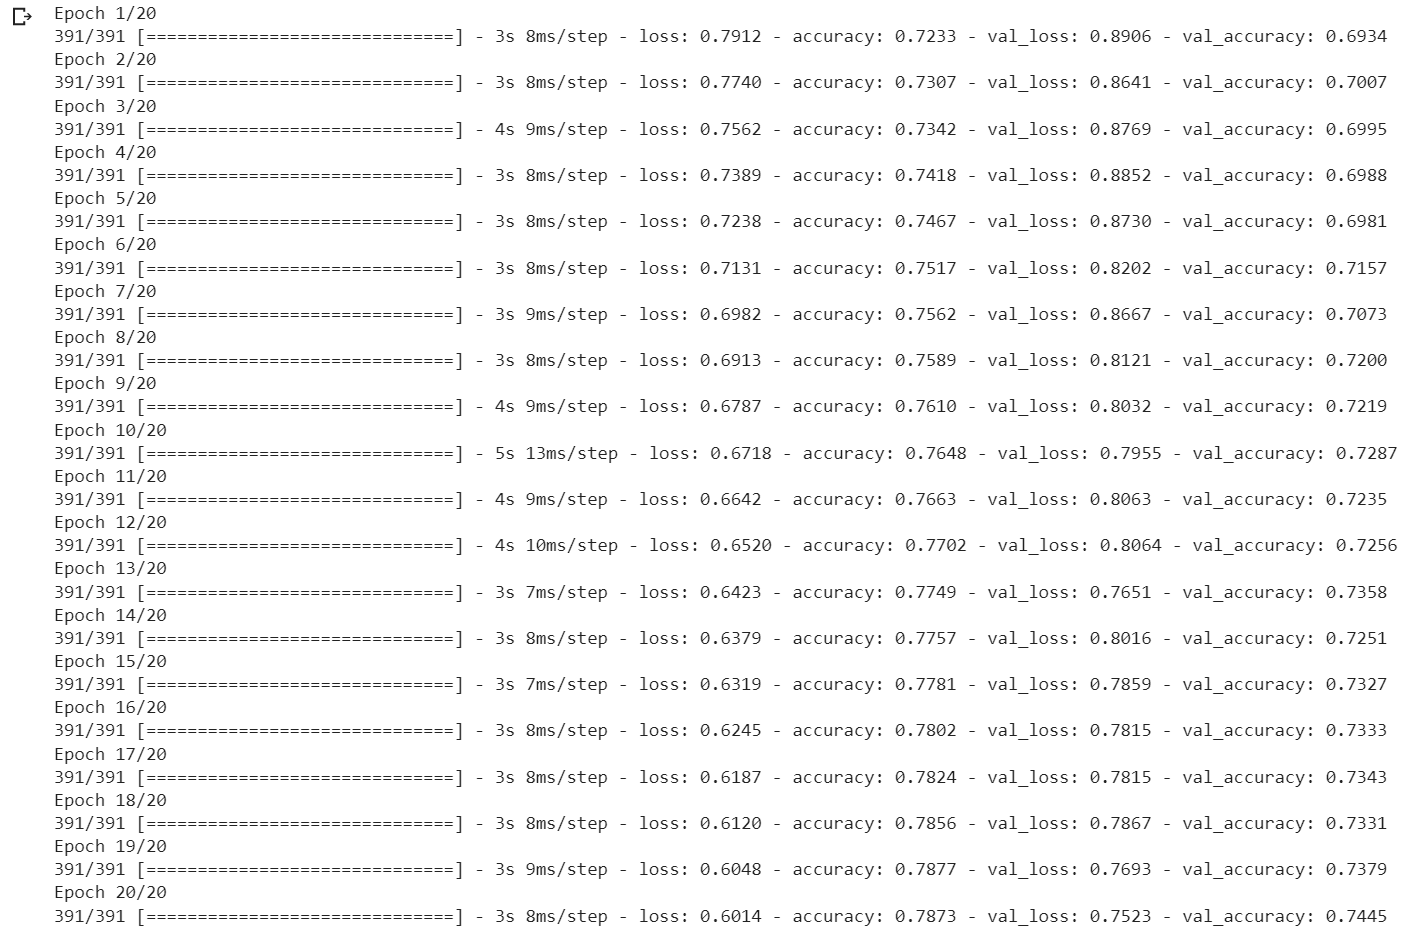 Epoch 1/20
391/391 [==============================] - 3s 8ms/step - loss: 0.7912 - accuracy: 0.7233 - val_loss: 0.8906 - val_accuracy: 0.6934
Epoch 2/20
391/391 [==============================] - 3s 8ms/step - loss: 0.7740 - accuracy: 0.7307 - val_loss: 0.8641 - val_accuracy: 0.7007
Epoch 3/20
391/391 [==============================] - 4s 9ms/step - loss: 0.7562 - accuracy: 0.7342 - val_loss: 0.8769 - val_accuracy: 0.6995
Epoch 4/20
391/391 [==============================] - 3s 8ms/step - loss: 0.7389 - accuracy: 0.7418 - val_loss: 0.8852 - val_accuracy: 0.6988
Epoch 5/20
391/391 [==============================] - 3s 8ms/step - loss: 0.7238 - accuracy: 0.7467 - val_loss: 0.8730 - val_accuracy: 0.6981
Epoch 6/20
391/391 [==============================] - 3s 8ms/step - loss: 0.7131 - accuracy: 0.7517 - val_loss: 0.8202 - val_accuracy: 0.7157
Epoch 7/20
391/391 [==============================] - 3s 9ms/step - loss: 0.6982 - accuracy: 0.7562 - val_loss: 0.8667 - val_accuracy: 0.7073
Epoch 8/20
391/391 [==============================] - 3s 8ms/step - loss: 0.6913 - accuracy: 0.7589 - val_loss: 0.8121 - val_accuracy: 0.7200
Epoch 9/20
391/391 [==============================] - 4s 9ms/step - loss: 0.6787 - accuracy: 0.7610 - val_loss: 0.8032 - val_accuracy: 0.7219
Epoch 10/20
391/391 [==============================] - 5s 13ms/step - loss: 0.6718 - accuracy: 0.7648 - val_loss: 0.7955 - val_accuracy: 0.7287
Epoch 11/20
391/391 [==============================] - 4s 9ms/step - loss: 0.6642 - accuracy: 0.7663 - val_loss: 0.8063 - val_accuracy: 0.7235
Epoch 12/20
391/391 [==============================] - 4s 10ms/step - loss: 0.6520 - accuracy: 0.7702 - val_loss: 0.8064 - val_accuracy: 0.7256
Epoch 13/20
391/391 [==============================] - 3s 7ms/step - loss: 0.6423 - accuracy: 0.7749 - val_loss: 0.7651 - val_accuracy: 0.7358
Epoch 14/20
391/391 [==============================] - 3s 8ms/step - loss: 0.6379 - accuracy: 0.7757 - val_loss: 0.8016 - val_accuracy: 0.7251
Epoch 15/20
391/391 [==============================] - 3s 7ms/step - loss: 0.6319 - accuracy: 0.7781 - val_loss: 0.7859 - val_accuracy: 0.7327
Epoch 16/20
391/391 [==============================] - 3s 8ms/step - loss: 0.6245 - accuracy: 0.7802 - val_loss: 0.7815 - val_accuracy: 0.7333
Epoch 17/20
391/391 [==============================] - 3s 8ms/step - loss: 0.6187 - accuracy: 0.7824 - val_loss: 0.7815 - val_accuracy: 0.7343
Epoch 18/20
391/391 [==============================] - 3s 8ms/step - loss: 0.6120 - accuracy: 0.7856 - val_loss: 0.7867 - val_accuracy: 0.7331
Epoch 19/20
391/391 [==============================] - 3s 9ms/step - loss: 0.6048 - accuracy: 0.7877 - val_loss: 0.7693 - val_accuracy: 0.7379
Epoch 20/20
391/391 [==============================] - 3s 8ms/step - loss: 0.6014 - accuracy: 0.7873 - val_loss: 0.7523 - val_accuracy: 0.7445